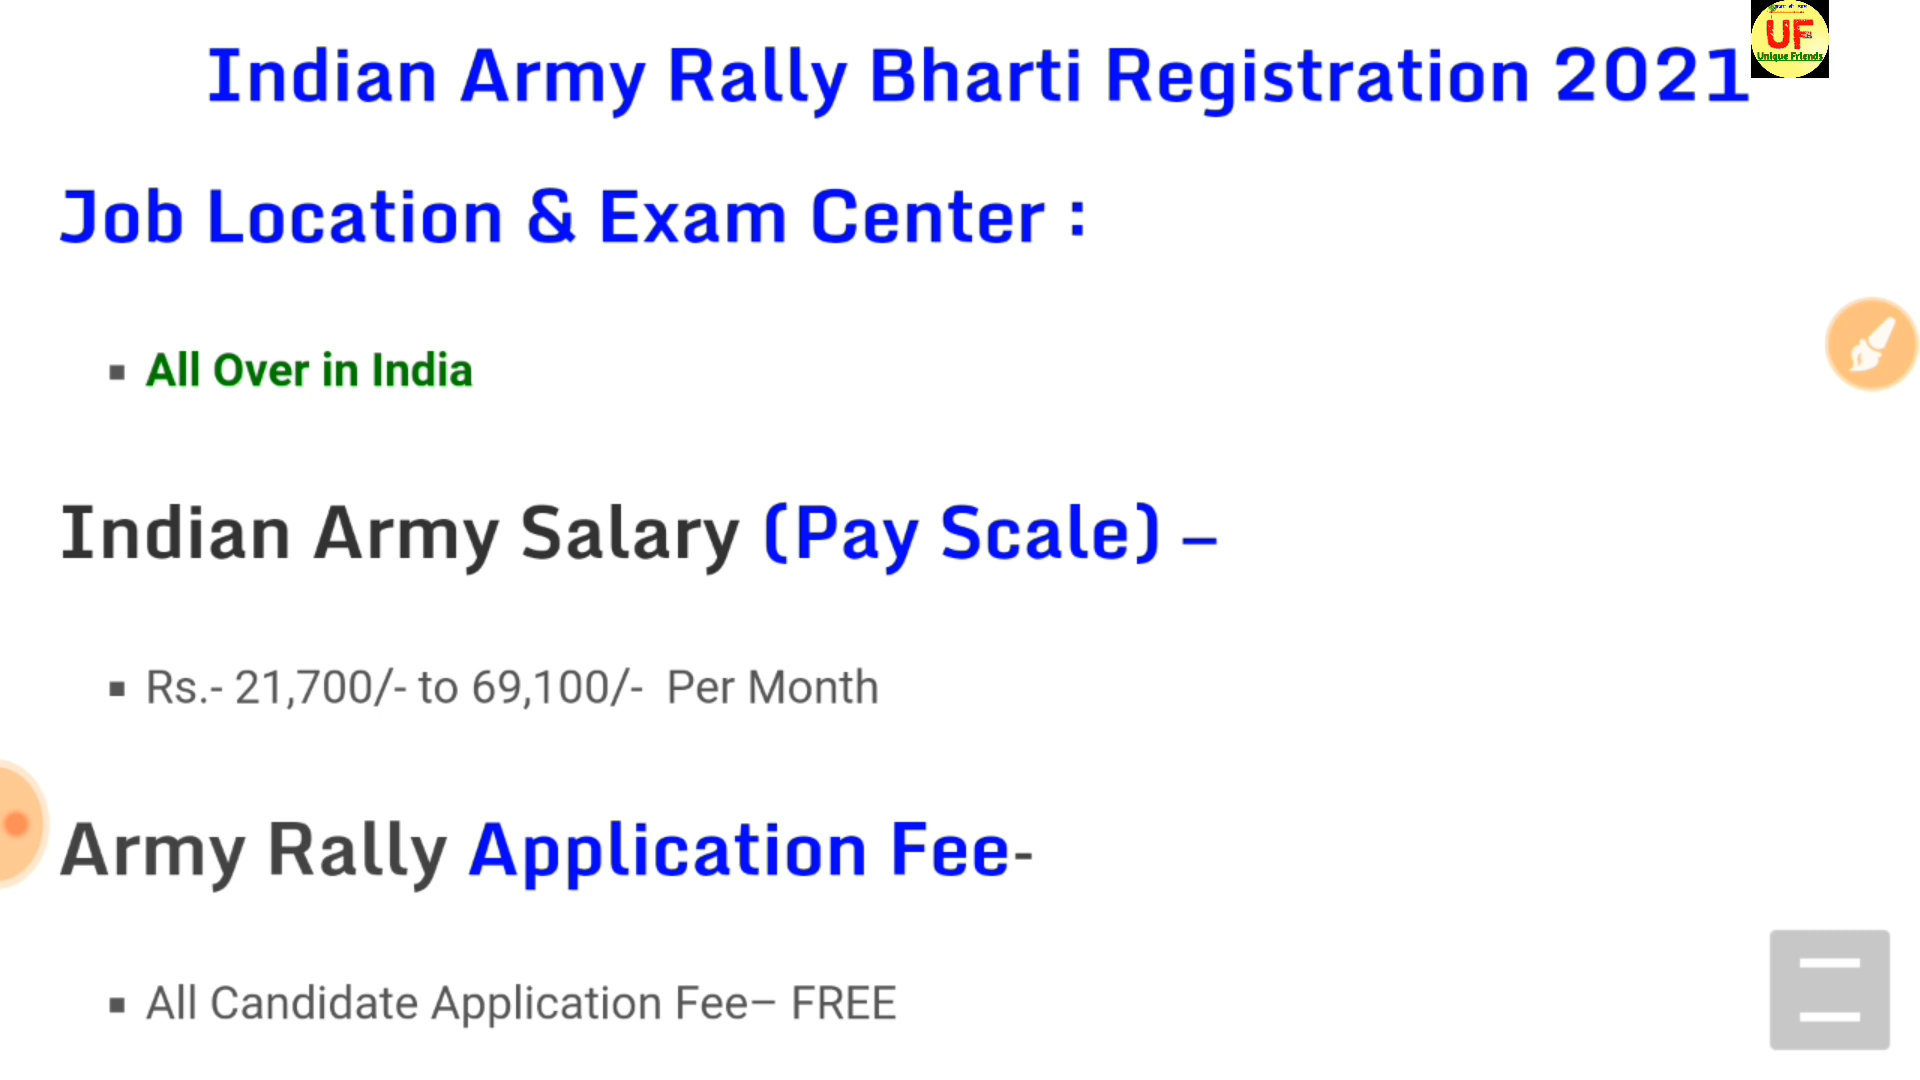 Indian Army Rally Bharti Registration 2021
UF
Unique Friends
Job Location & Exam Center :
▪ All Over in India
Indian Army Salary (Pay Scale) –
▪ Rs.- 21,700/- to 69,100/-  Per Month
Army Rally Application Fee-
▪ All Candidate Application Fee– FREE